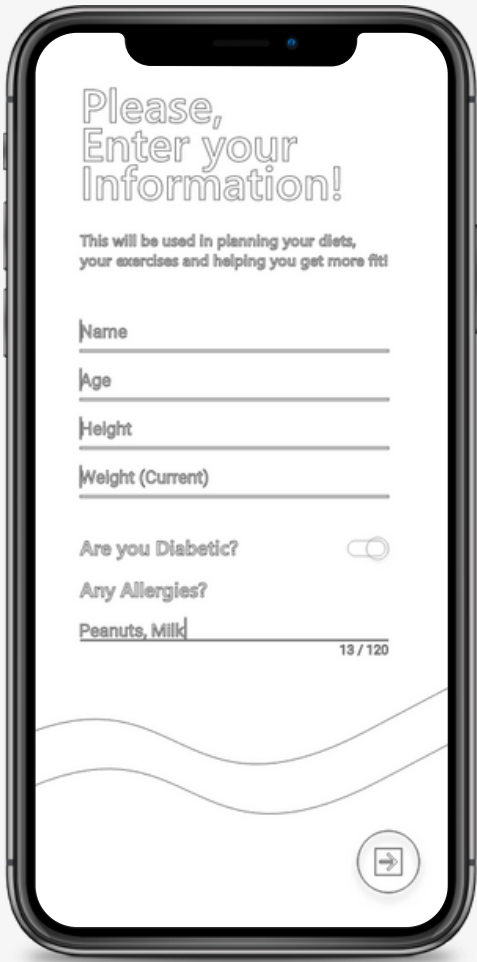 Please,
Enter your
Information!
This will be used in planning your diets,
your exercises and helping you get more fit!
Name
Age
Height
Weight (Current)
Are you Diabetic?
Any Allergies?
Peanuts, Milk
13 / 120